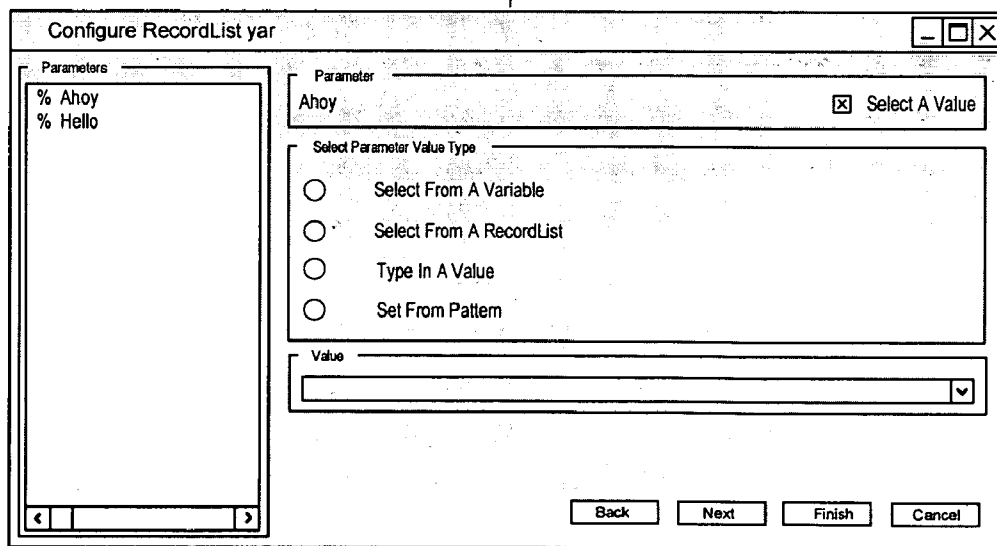 Configure RecordList yar
Parameters
% Ahoy
% Hello
Parameter
Ahoy
Select A Value
Select Parameter Value Type
Select From A Variable
Select From A RecordList
Type In A Value
Set From Pattern
Value
Back
Next
Finish
Cancel